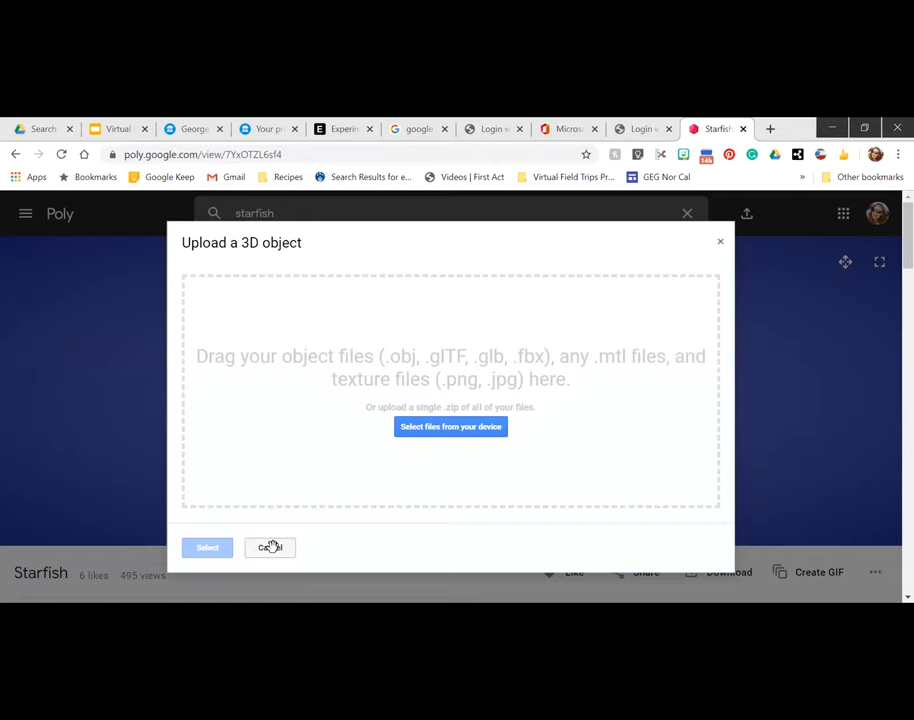 Search
Virtual
George
Your pr
Experim
google
Login w
Micros
Login w
Starfish
poly.google.com/view/7YxOTZL6sf4
14k
Apps
Bookmarks
Google Keep
Gmail
Recipes
Search Results for e...
Videos | First Act
Virtual Field Trips Pr...
GEG Nor Cal
»
Other bookmarks
Poly
starfish
Upload a 3D object
Drag your object files (.obj, .glTF, .glb, .fbx), any .mtl files, and
texture files (.png, .jpg) here.
Or upload a single .zip of all of your files.
Select files from your device
Select
Starfish
6 likes
495 views
Like
Share
Download
Create GIF